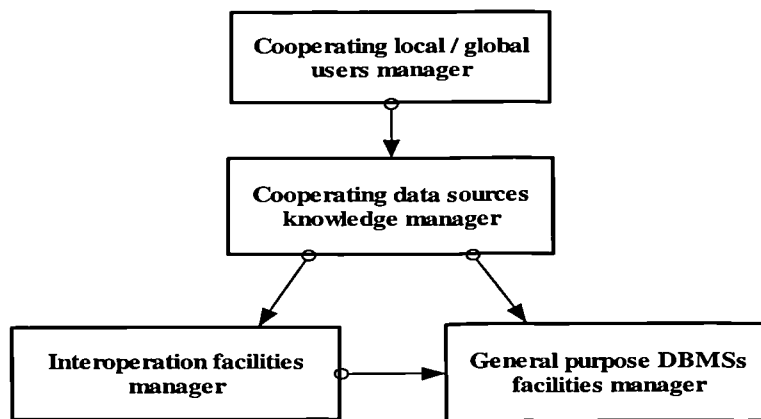 Cooperating local / global
users manager
Cooperating data sources
knowledge manager
Interoperation facilities
manager
General purpose DBMSs
facilities manager